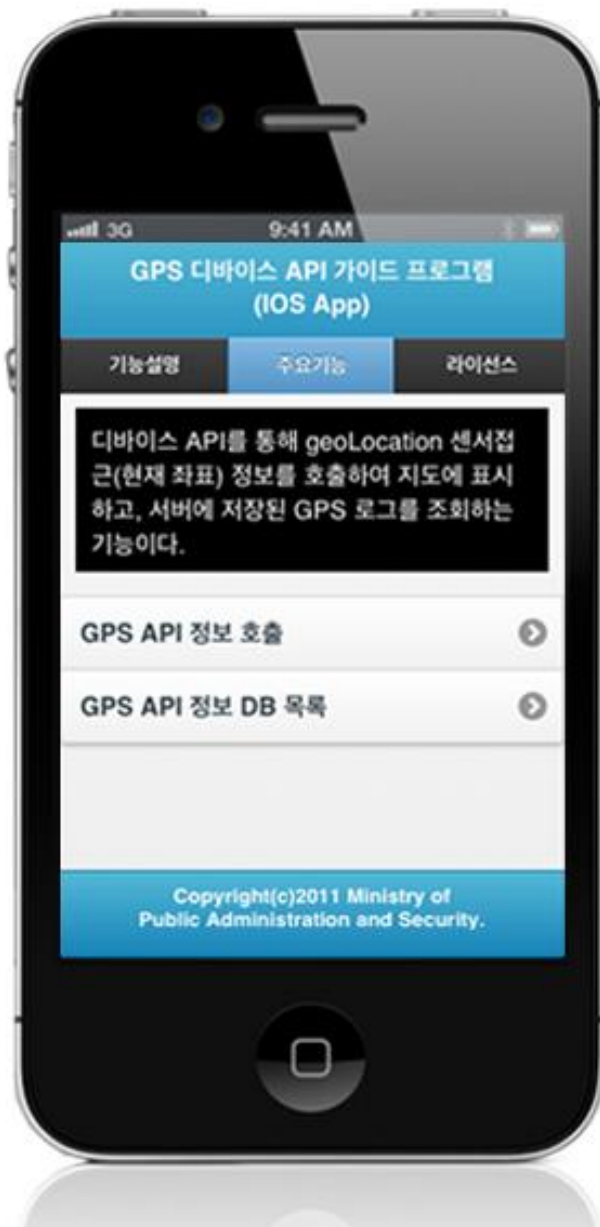 3G 9:41 AM
GPS 디바이스 API 가이드 프로그램
(IOS App)
기능설명 주요기능 라이선스
디바이스 API를 통해 geoLocation 센서접
근(현재 좌표) 정보를 호출하여 지도에 표시
하고, 서버에 저장된 GPS 로그를 조회하는
기능이다.
GPS API 정보 호출
GPS API 정보 DB 목록
Copyright(c)2011 Ministry of
Public Administration and Security.